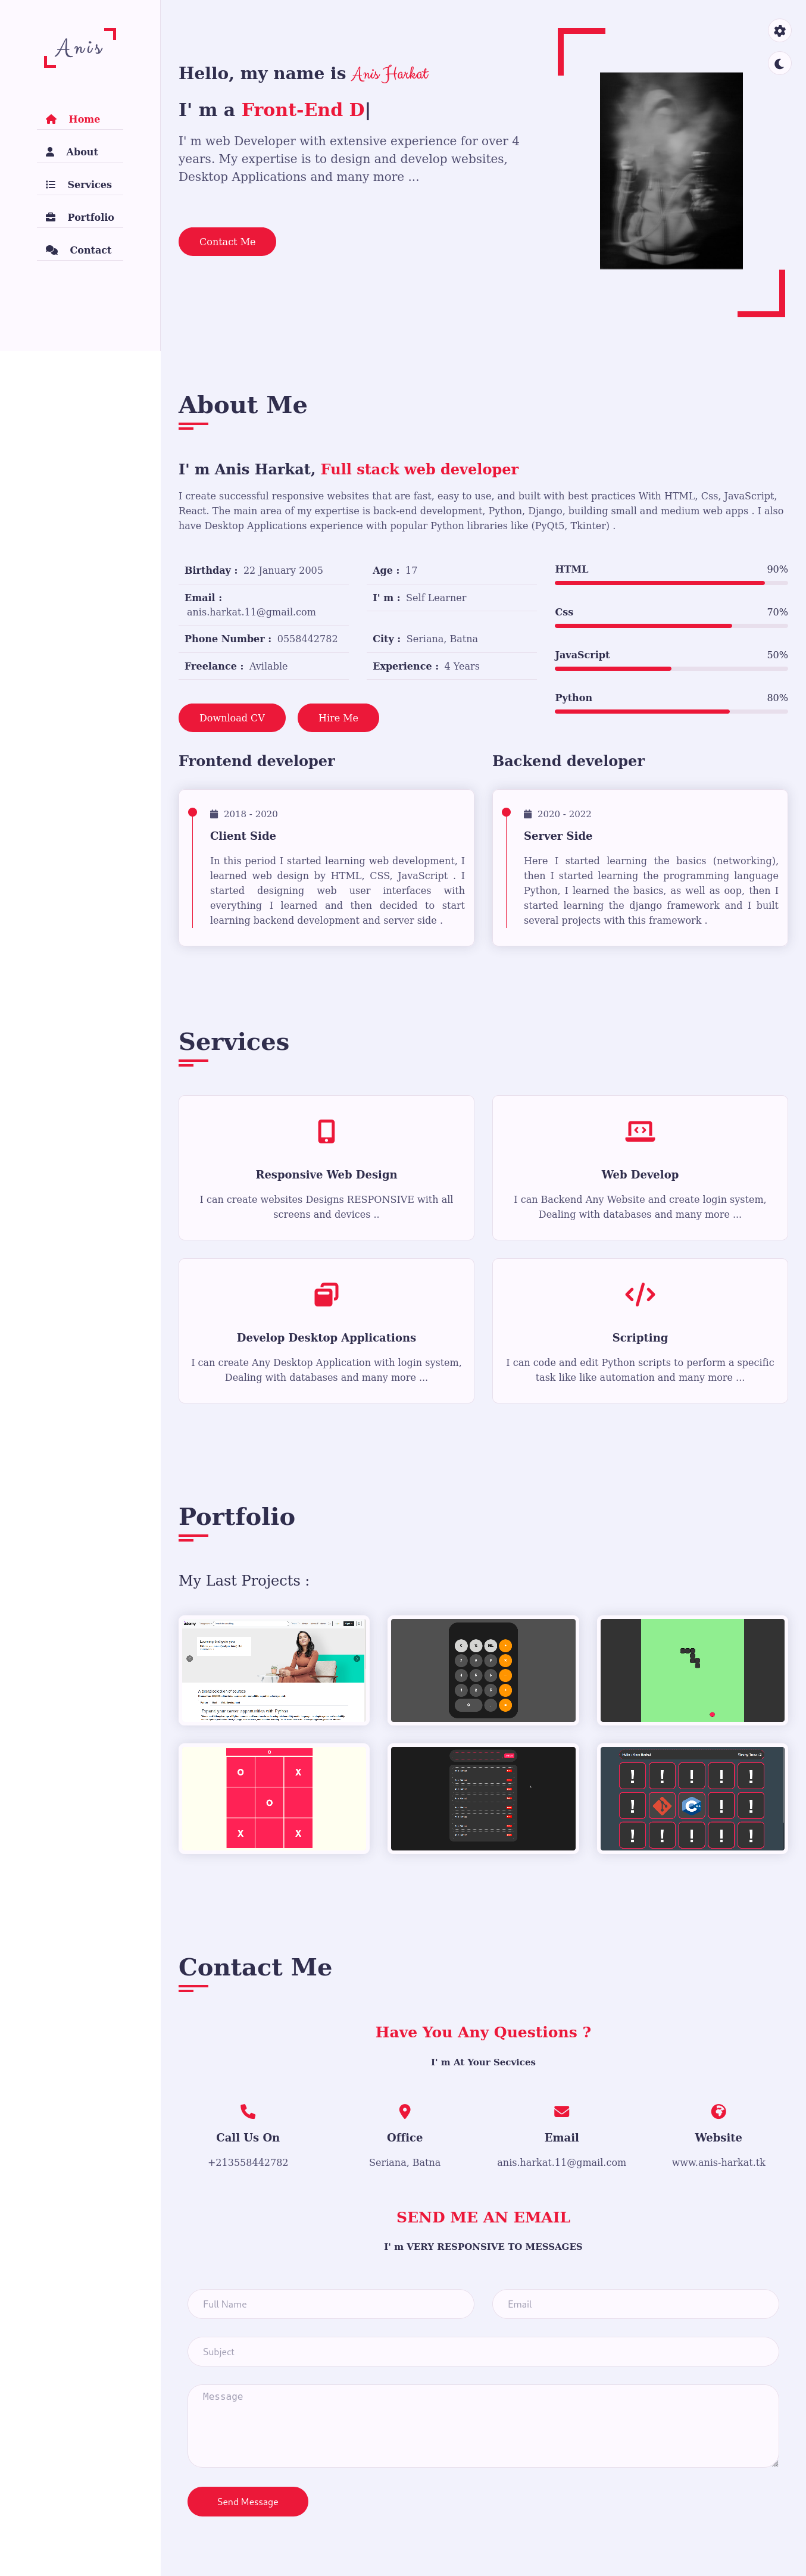 Anis
Home
About
Services
Portfolio
Contact
Hello, my name is Anis Harkat
I' m a Front-End D|
I' m web Developer with extensive experience for over 4
years. My expertise is to design and develop websites,
Desktop Applications and many more ...
Contact Me
About Me
I' m Anis Harkat, Full stack web developer
I create successful responsive websites that are fast, easy to use, and built with best practices With HTML, Css, JavaScript,
React. The main area of my expertise is back-end development, Python, Django, building small and medium web apps . I also
have Desktop Applications experience with popular Python libraries like (PyQt5, Tkinter) .
Birthday : 22 January 2005
Age : 17
Email :
anis.harkat.11@gmail.com
I' m : Self Learner
Phone Number : 0558442782
City : Seriana, Batna
Freelance : Avilable
Experience : 4 Years
HTML 90%
Css 70%
JavaScript 50%
Python 80%
Download CV
Hire Me
Frontend developer
2018 - 2020
Client Side
In this period I started learning web development, I
learned web design by HTML, CSS, JavaScript . I
started designing web user interfaces with
everything I learned and then decided to start
learning backend development and server side .
Backend developer
2020 - 2022
Server Side
Here I started learning the basics (networking),
then I started learning the programming language
Python, I learned the basics, as well as oop, then I
started learning the django framework and I built
several projects with this framework .
Services
Responsive Web Design
I can create websites Designs RESPONSIVE with all
screens and devices ..
Web Develop
I can Backend Any Website and create login system,
Dealing with databases and many more ...
Develop Desktop Applications
I can create Any Desktop Application with login system,
Dealing with databases and many more ...
Scripting
I can code and edit Python scripts to perform a specific
task like like automation and many more ...
Portfolio
My Last Projects :
O X
O
X X
Contact Me
Have You Any Questions ?
I' m At Your Secvices
Call Us On
+213558442782
Office
Seriana, Batna
Email
anis.harkat.11@gmail.com
Website
www.anis-harkat.tk
SEND ME AN EMAIL
I' m VERY RESPONSIVE TO MESSAGES
Full Name
Email
Subject
Message
Send Message